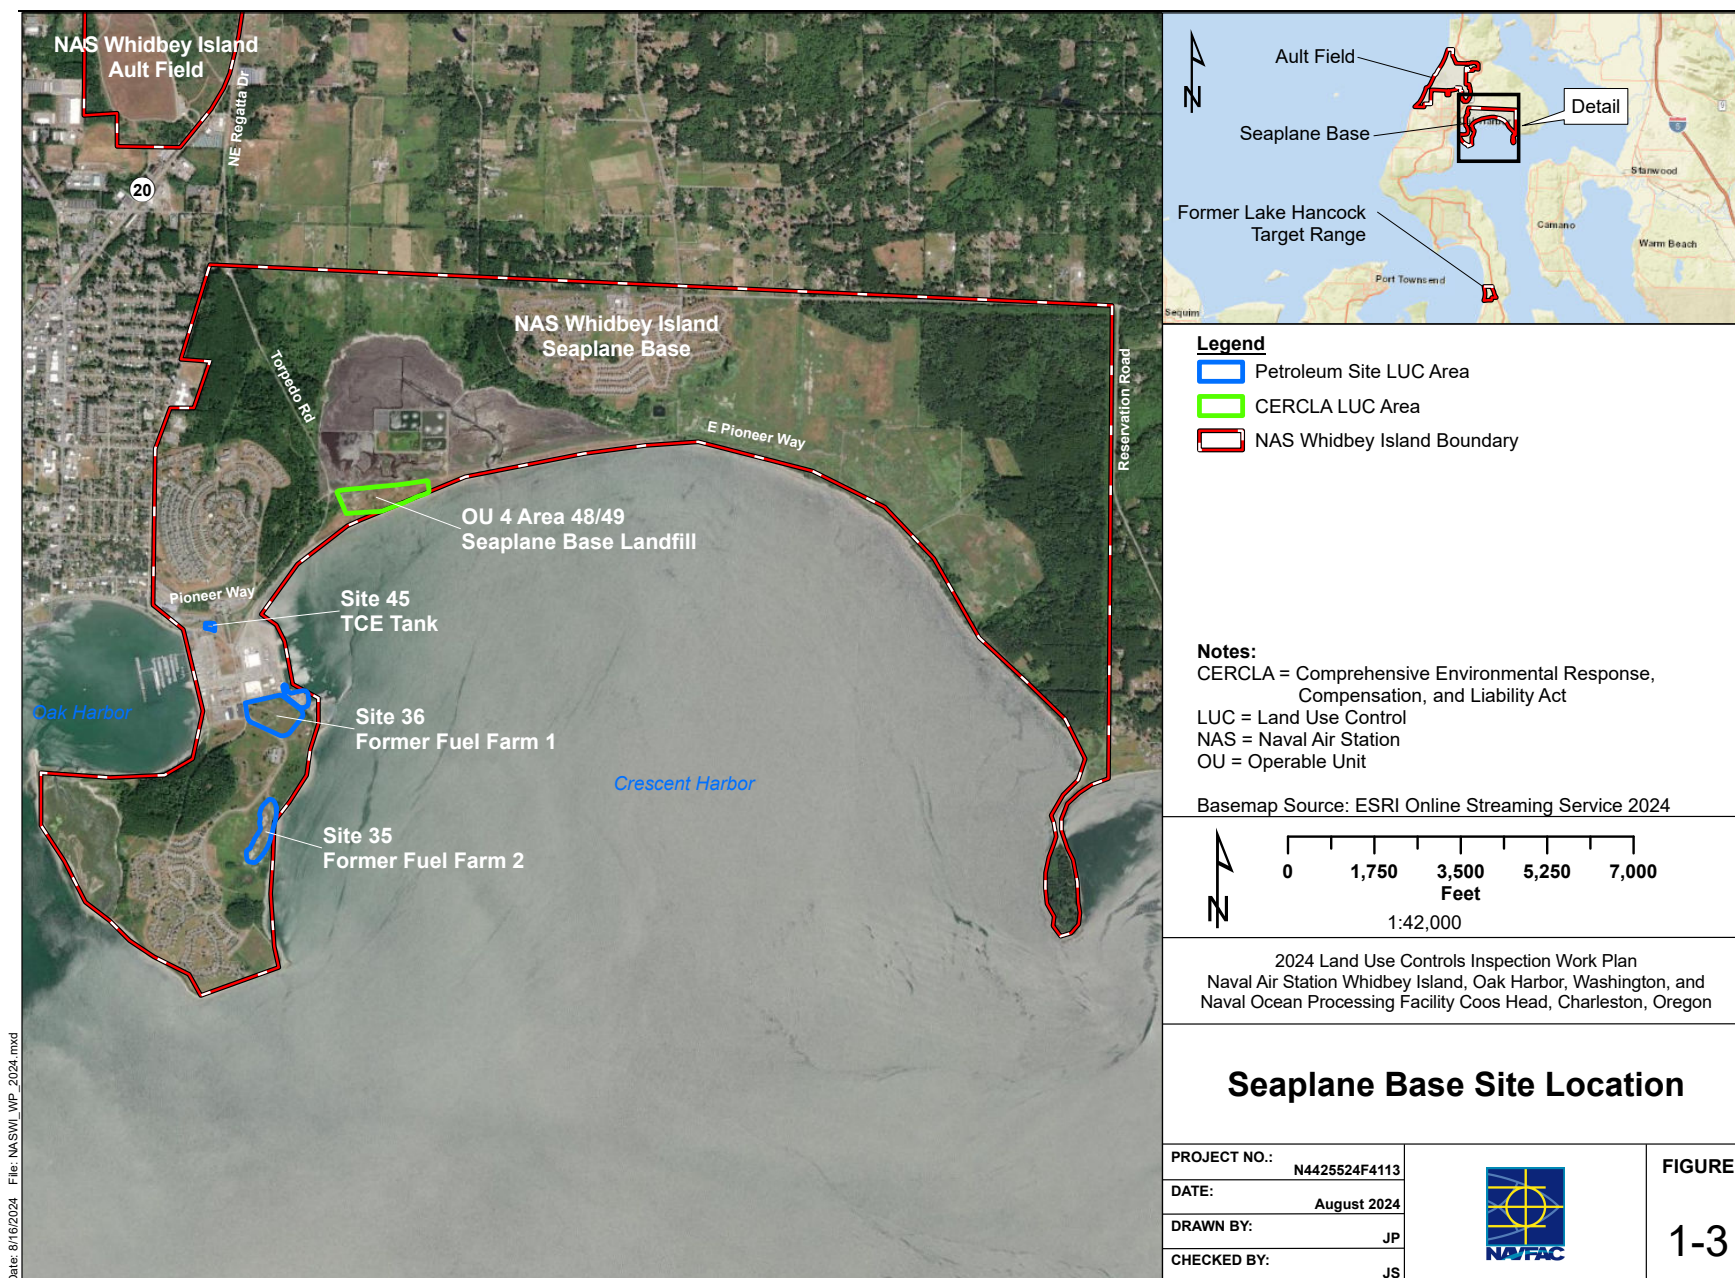 NAS Whidbey Island
Ault Field
NE Regatta Dr
20
NAS Whidbey Island
Seaplane Base
Torpedo Rd
E Pioneer Way
Reservation Road
OU 4 Area 48/49
Seaplane Base Landfill
Pioneer Way
Site 45
TCE Tank
Oak Harbor
Site 36
Former Fuel Farm 1
Crescent Harbor
Site 35
Former Fuel Farm 2
Date: 8/16/2024 File: NASWI_WP_2024.mxd
N
Ault Field
Detail
Seaplane Base
Former Lake Hancock
Target Range
9
5
Stanwood
Camano
Warm Beach
Port Townsend
Sequim
Legend
Petroleum Site LUC Area
CERCLA LUC Area
NAS Whidbey Island Boundary
Notes:
CERCLA = Comprehensive Environmental Response,
Compensation, and Liability Act
LUC = Land Use Control
NAS = Naval Air Station
OU = Operable Unit
Basemap Source: ESRI Online Streaming Service 2024
N
0 1,750 3,500 5,250 7,000
Feet
1:42,000
2024 Land Use Controls Inspection Work Plan
Naval Air Station Whidbey Island, Oak Harbor, Washington, and
Naval Ocean Processing Facility Coos Head, Charleston, Oregon
Seaplane Base Site Location
PROJECT NO.:
N4425524F4113
DATE:
August 2024
DRAWN BY:
JP
CHECKED BY:
JS
NAVFAC
FIGURE
1-3